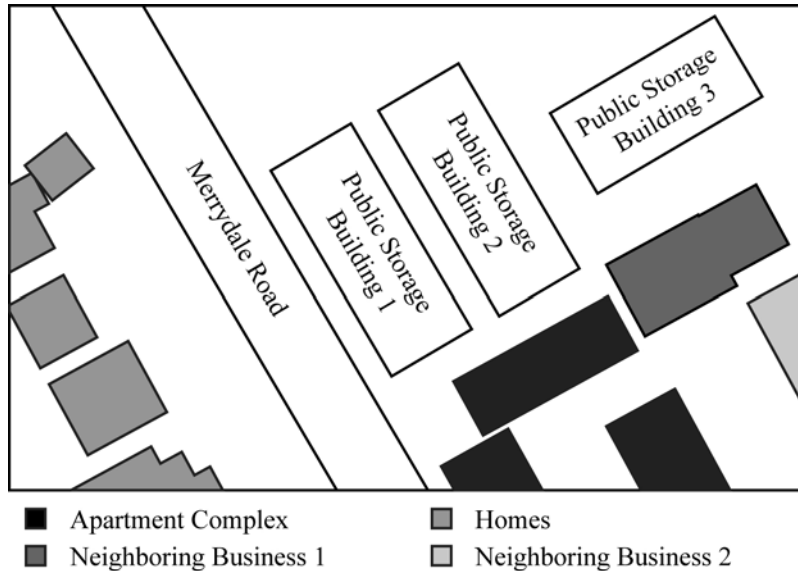 Merrydale Road
Public Storage
Building 1
Public Storage
Building 2
Public Storage
Building 3
Apartment Complex
Homes
Neighboring Business 1
Neighboring Business 2